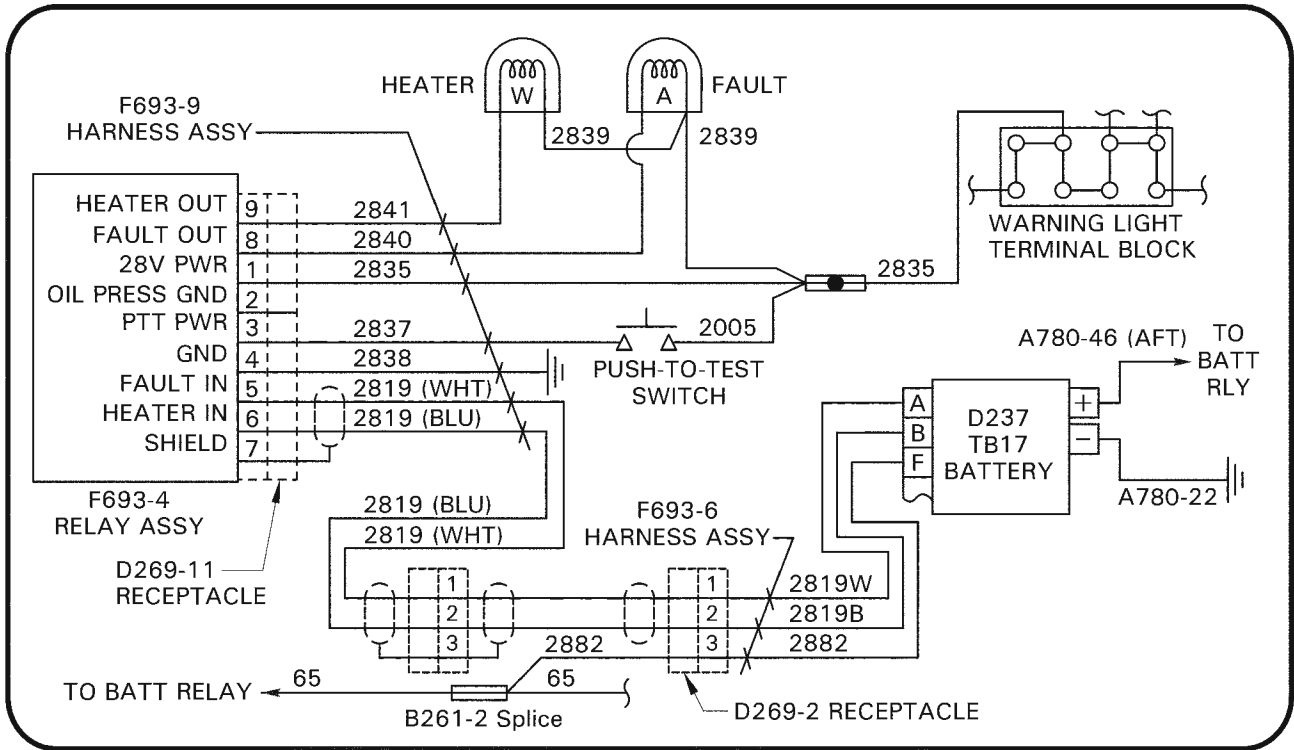 HEATER
W
A
FAULT
F693-9
HARNESS ASSY
2839
2839
HEATER OUT 9 2841
FAULT OUT 8 2840
28V PWR 1 2835
OIL PRESS GND 2
PTT PWR 3 2837
GND 4 2838
FAULT IN 5 2819 (WHT)
HEATER IN 6 2819 (BLU)
SHIELD 7
F693-4
RELAY ASSY
D269-11
RECEPTACLE
2005
PUSH-TO-TEST
SWITCH
2835
WARNING LIGHT
TERMINAL BLOCK
A780-46 (AFT)
TO
BATT
RLY
A
B
F
D237
TB17
BATTERY
+
−
A780-22
2819 (BLU)
2819 (WHT)
F693-6
HARNESS ASSY
1
2
3
1
2
3
2819W
2819B
2882
2882
TO BATT RELAY
65
65
B261-2 Splice
D269-2 RECEPTACLE